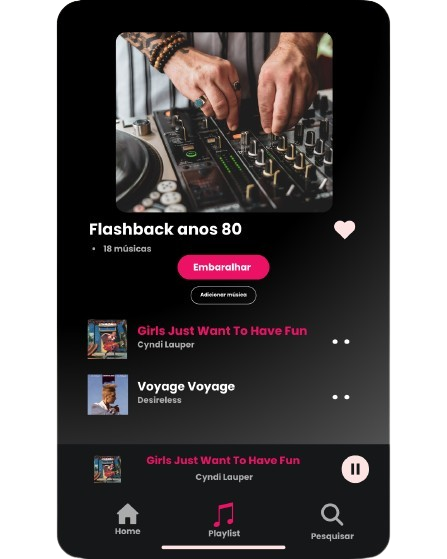 Flashback anos 80
• 18 músicas
Embaralhar
Adicionar música
Girls Just Want To Have Fun
Cyndi Lauper
Voyage Voyage
Desireless
Girls Just Want To Have Fun
Cyndi Lauper
Home
Playlist
Pesquisar